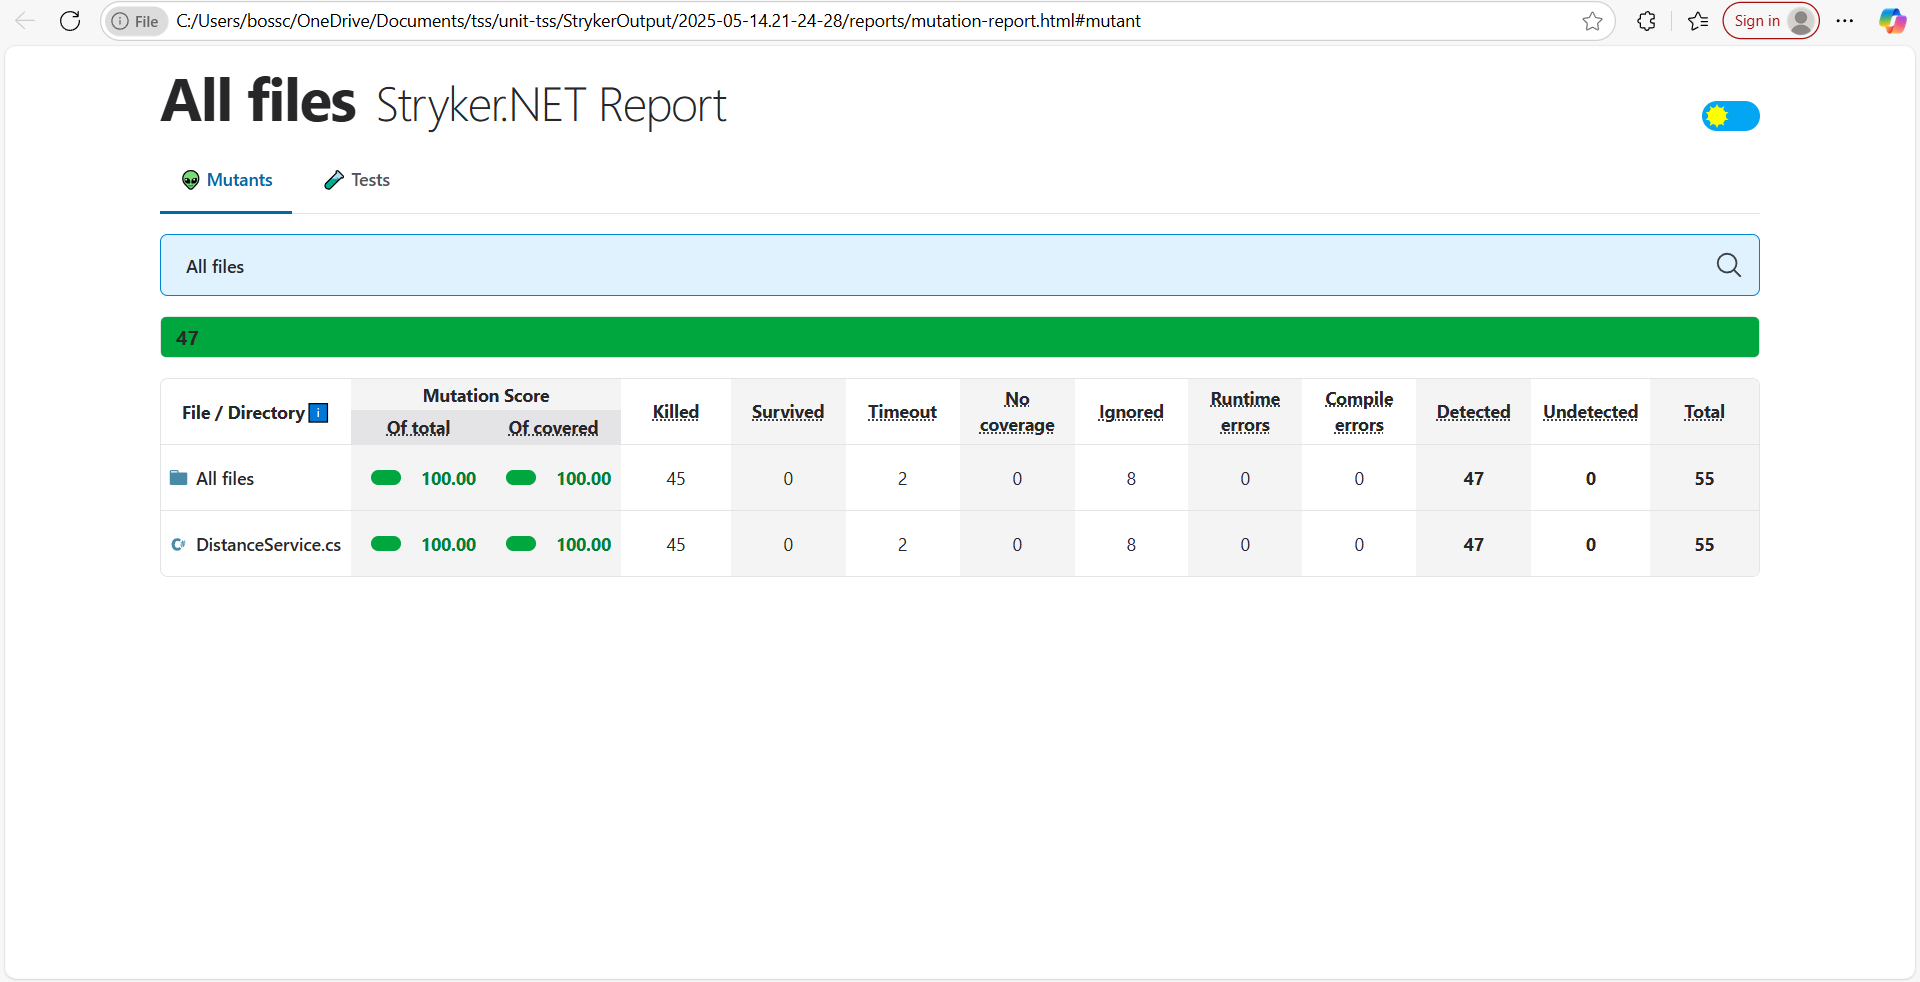 File C:/Users/bossc/OneDrive/Documents/tss/unit-tss/StrykerOutput/2025-05-14.21-24-28/reports/mutation-report.html#mutant Sign in
All files Stryker.NET Report
Mutants Tests
All files
47
File / Directory Mutation Score Killed Survived Timeout No coverage Ignored Runtime errors Compile errors Detected Undetected Total
Of total Of covered
All files 100.00 100.00 45 0 2 0 8 0 0 47 0 55
DistanceService.cs 100.00 100.00 45 0 2 0 8 0 0 47 0 55